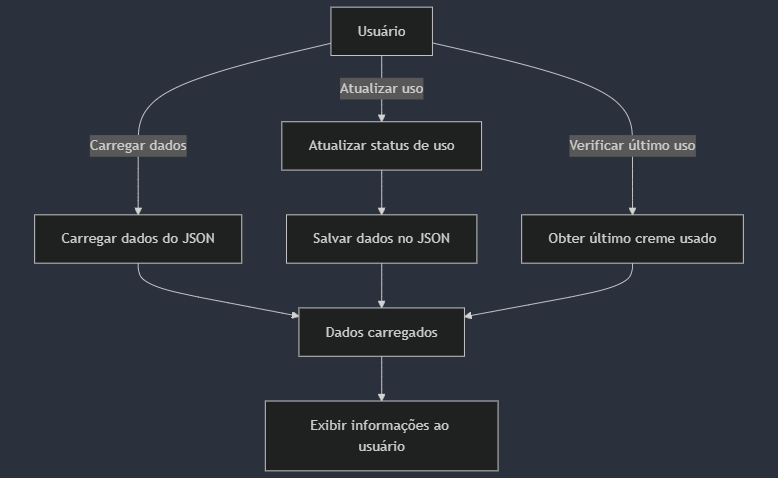 Usuário
Atualizar uso
Carregar dados
Atualizar status de uso
Verificar último uso
Carregar dados do JSON
Salvar dados no JSON
Obter último creme usado
Dados carregados
Exibir informações ao
usuário